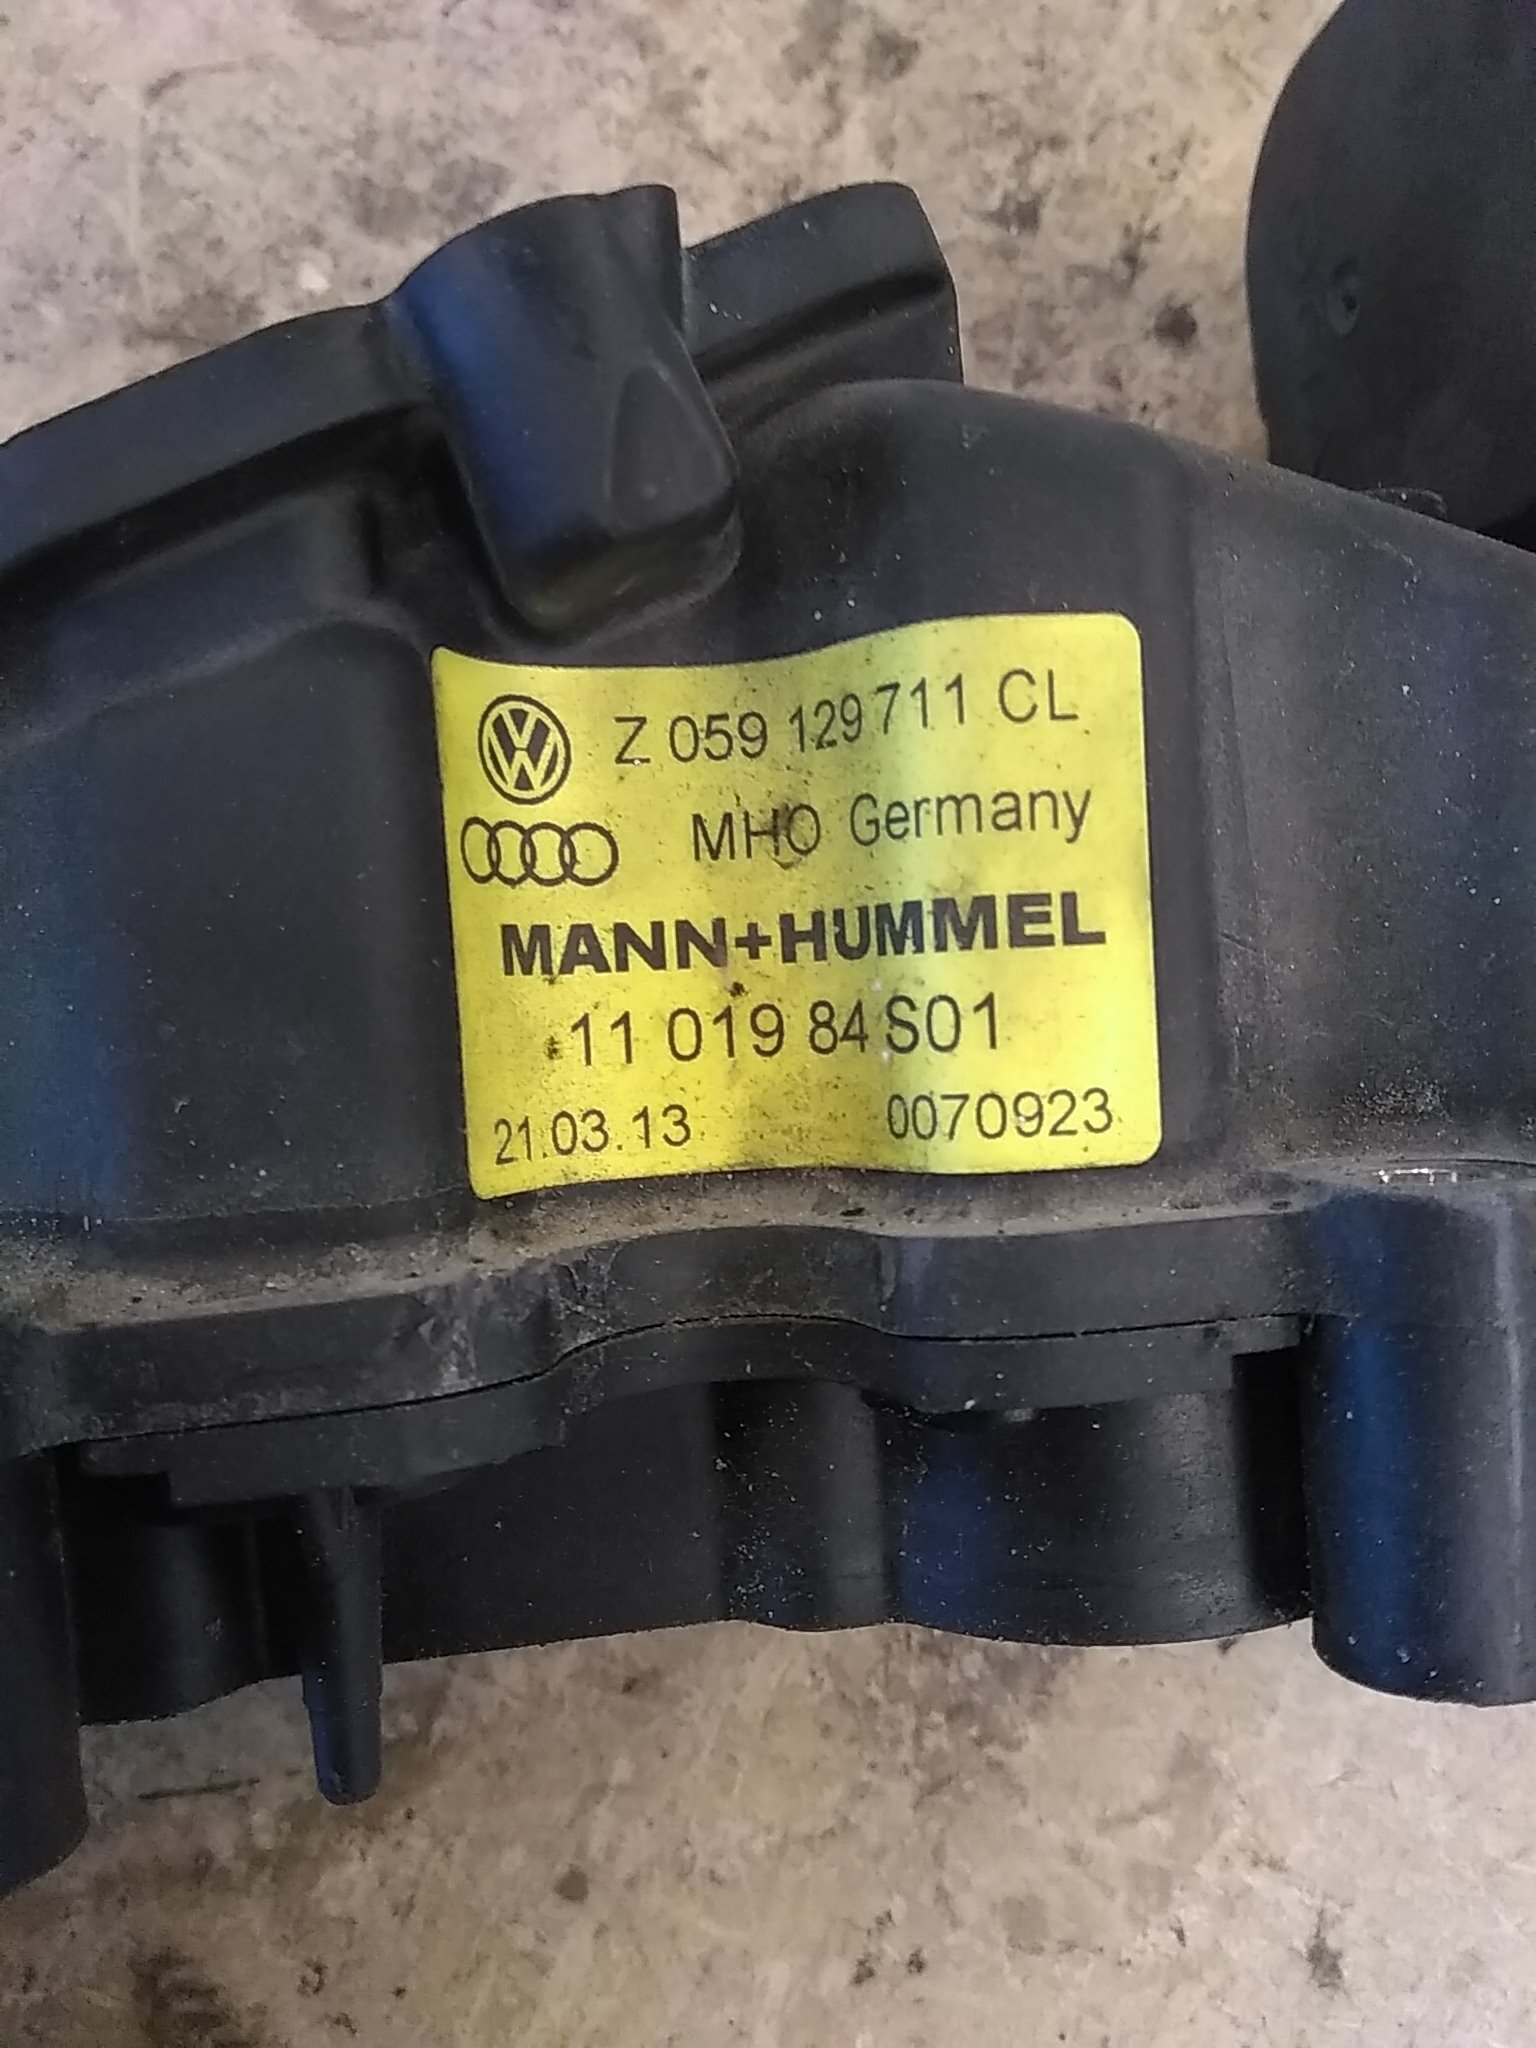 Z 059 129 711 CL
MHO Germany
MANN+HUMMEL
11 019 84 S01
21.03.13 0070923